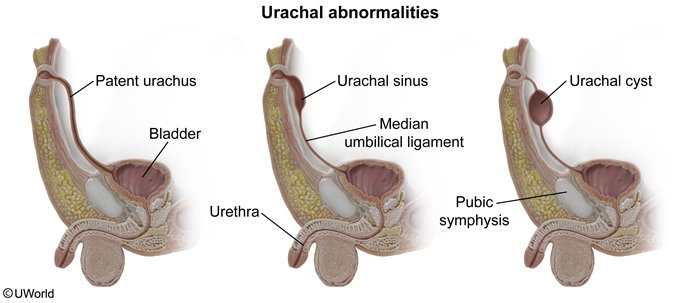 Urachal abnormalities
Patent urachus
Bladder
Urethra
Urachal sinus
Median
umbilical ligament
Urachal cyst
Pubic
symphysis
©UWorld